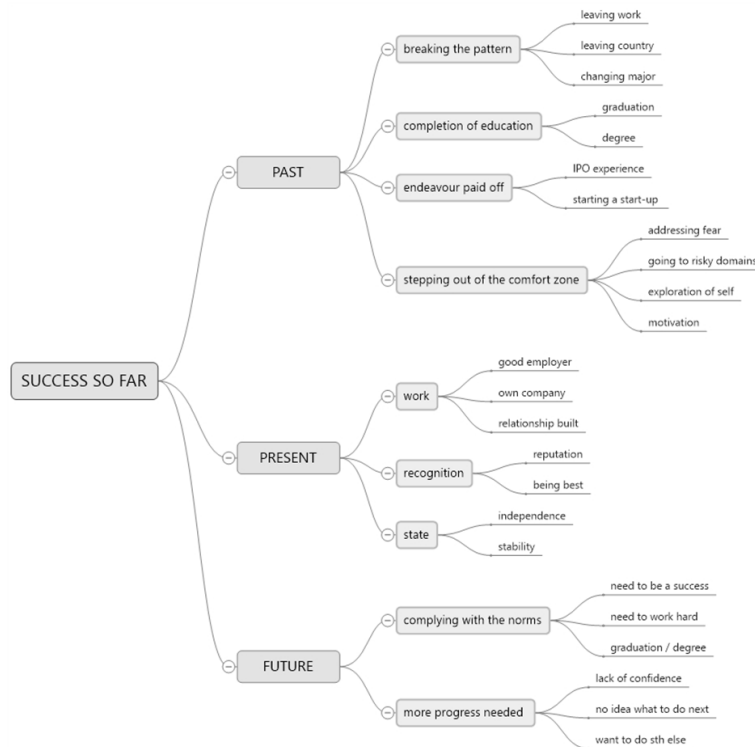 SUCCESS SO FAR
PAST
breaking the pattern
leaving work
leaving country
changing major
completion of education
graduation
degree
endeavour paid off
IPO experience
starting a start-up
stepping out of the comfort zone
addressing fear
going to risky domains
exploration of self
motivation
PRESENT
work
good employer
own company
relationship built
recognition
reputation
being best
state
independence
stability
FUTURE
complying with the norms
need to be a success
need to work hard
graduation / degree
more progress needed
lack of confidence
no idea what to do next
want to do sth else